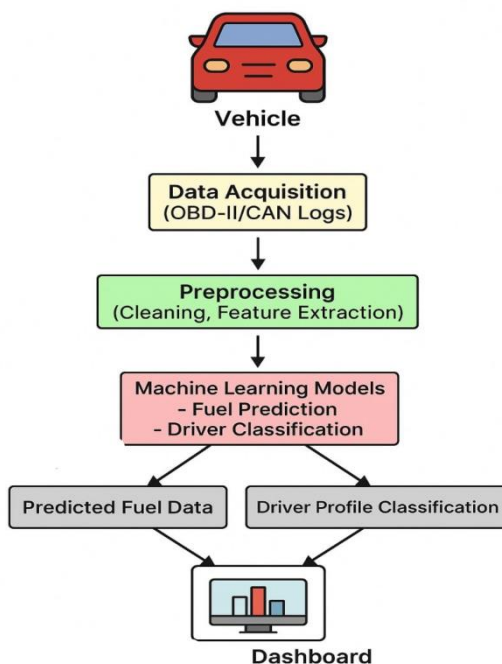 Vehicle
Data Acquisition
(OBD-II/CAN Logs)
Preprocessing
(Cleaning, Feature Extraction)
Machine Learning Models
- Fuel Prediction
- Driver Classification
Predicted Fuel Data
Driver Profile Classification
Dashboard